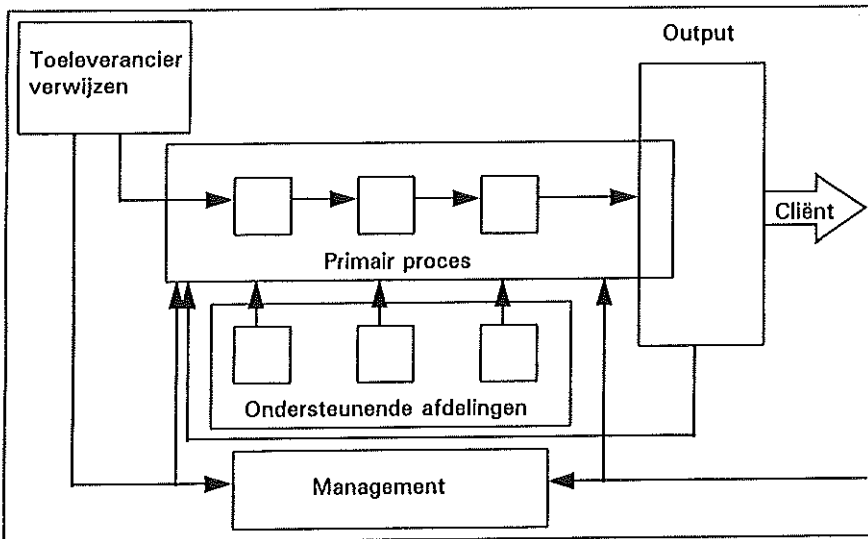 Output
Toeleverancier
verwijzen
Cliënt
Primair proces
Ondersteunende afdelingen
Management